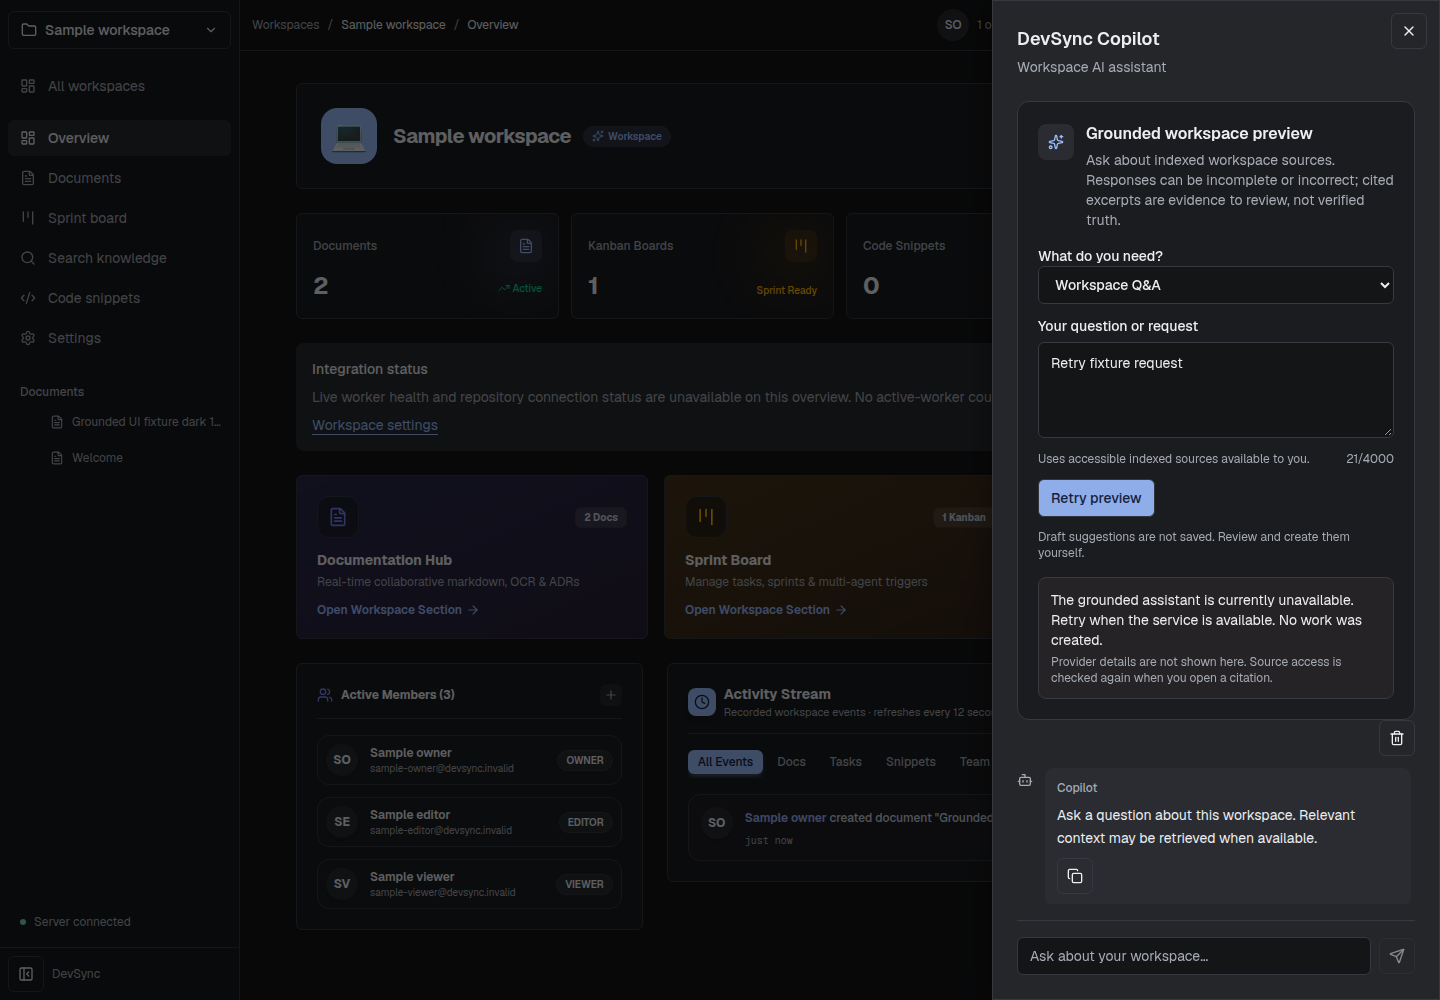 Sample workspace
All workspaces
Overview
Documents
Sprint board
Search knowledge
Code snippets
Settings
Documents
Grounded UI fixture dark 1...
Welcome
Server connected
DevSync
Workspaces / Sample workspace / Overview
SO
Sample workspace
Workspace
Documents
2
Active
Kanban Boards
1
Sprint Ready
Code Snippets
0
Integration status
Live worker health and repository connection status are unavailable on this overview. No active-worker cou
Workspace settings
2 Docs
Documentation Hub
Real-time collaborative markdown, OCR & ADRs
Open Workspace Section
1 Kanban
Sprint Board
Manage tasks, sprints & multi-agent triggers
Open Workspace Section
Active Members (3)
SO
Sample owner
sample-owner@devsync.invalid
OWNER
SE
Sample editor
sample-editor@devsync.invalid
EDITOR
SV
Sample viewer
sample-viewer@devsync.invalid
VIEWER
Activity Stream
Recorded workspace events · refreshes every 12 seco
All Events
Docs
Tasks
Snippets
Team
SO
Sample owner created document "Grounded
just now
DevSync Copilot
Workspace AI assistant
Grounded workspace preview
Ask about indexed workspace sources.
Responses can be incomplete or incorrect; cited
excerpts are evidence to review, not verified
truth.
What do you need?
Workspace Q&A
Your question or request
Retry fixture request
Uses accessible indexed sources available to you.
21/4000
Retry preview
Draft suggestions are not saved. Review and create them
yourself.
The grounded assistant is currently unavailable.
Retry when the service is available. No work was
created.
Provider details are not shown here. Source access is
checked again when you open a citation.
Copilot
Ask a question about this workspace. Relevant
context may be retrieved when available.
Ask about your workspace...